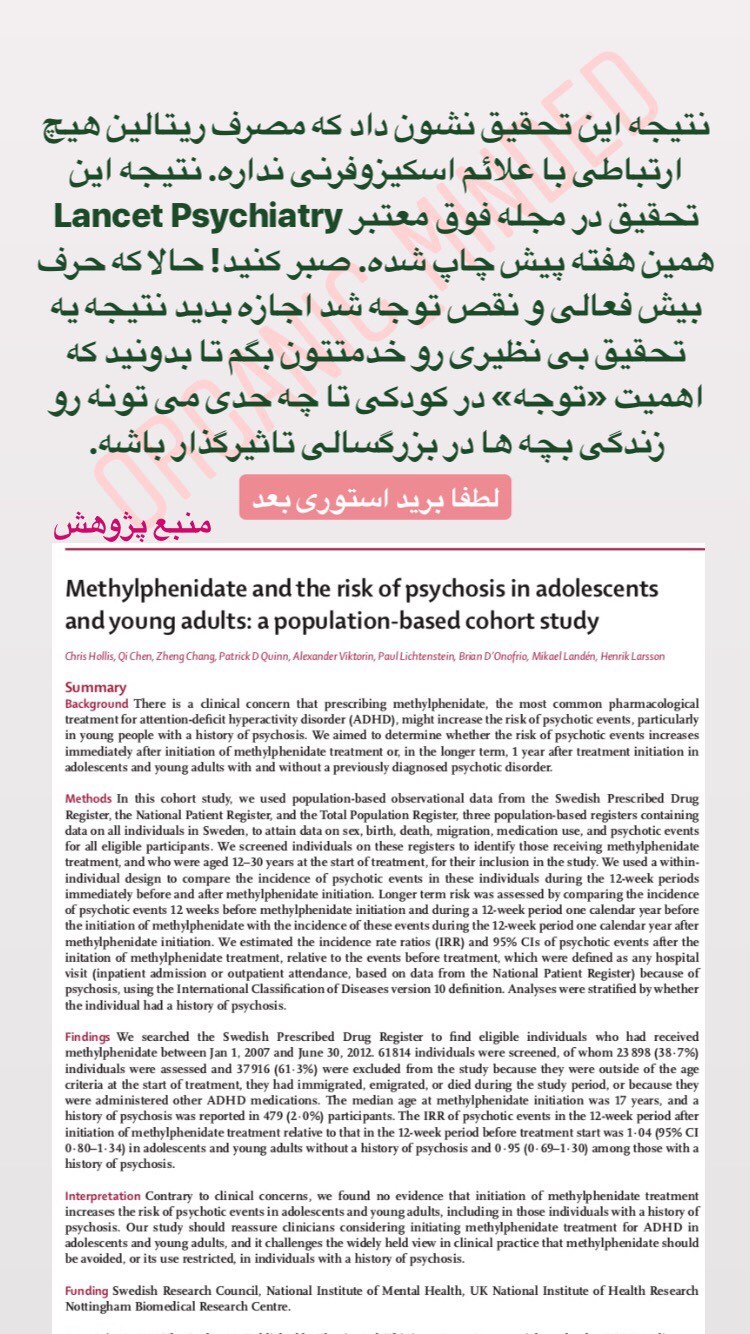 نتیجه این تحقیق نشون داد که مصرف ریتالین هیچ
ارتباطی با علائم اسکیزوفرنی نداره. نتیجه این
تحقیق در مجله فوق معتبر Lancet Psychiatry
همین هفته پیش چاپ شده. صبر کنید! حالا که حرف
بیش فعالی و نقص توجه شد اجازه بدید نتیجه یه
تحقیق بی نظیری رو خدمتتون بگم تا بدونید که
اهمیت «توجه» در کودکی تا چه حدی می تونه رو
زندگی بچه ها در بزرگسالی تاثیرگذار باشه.
لطفا برید استوری بعد
منبع پژوهش
ORGANIC_MINDED
Methylphenidate and the risk of psychosis in adolescents
and young adults: a population-based cohort study
Chris Hollis, Qi Chen, Zheng Chang, Patrick D Quinn, Alexander Viktorin, Paul Lichtenstein, Brian D'Onofrio, Mikael Landén, Henrik Larsson
Summary
Background There is a clinical concern that prescribing methylphenidate, the most common pharmacological
treatment for attention-deficit hyperactivity disorder (ADHD), might increase the risk of psychotic events, particularly
in young people with a history of psychosis. We aimed to determine whether the risk of psychotic events increases
immediately after initiation of methylphenidate treatment or, in the longer term, 1 year after treatment initiation in
adolescents and young adults with and without a previously diagnosed psychotic disorder.
Methods In this cohort study, we used population-based observational data from the Swedish Prescribed Drug
Register, the National Patient Register, and the Total Population Register, three population-based registers containing
data on all individuals in Sweden, to attain data on sex, birth, death, migration, medication use, and psychotic events
for all eligible participants. We screened individuals on these registers to identify those receiving methylphenidate
treatment, and who were aged 12–30 years at the start of treatment, for their inclusion in the study. We used a within-
individual design to compare the incidence of psychotic events in these individuals during the 12-week periods
immediately before and after methylphenidate initiation. Longer term risk was assessed by comparing the incidence
of psychotic events 12 weeks before methylphenidate initiation and during a 12-week period one calendar year before
the initiation of methylphenidate with the incidence of these events during the 12-week period one calendar year after
methylphenidate initiation. We estimated the incidence rate ratios (IRR) and 95% CIs of psychotic events after the
initation of methylphenidate treatment, relative to the events before treatment, which were defined as any hospital
visit (inpatient admission or outpatient attendance, based on data from the National Patient Register) because of
psychosis, using the International Classification of Diseases version 10 definition. Analyses were stratified by whether
the individual had a history of psychosis.
Findings We searched the Swedish Prescribed Drug Register to find eligible individuals who had received
methylphenidate between Jan 1, 2007 and June 30, 2012. 61 814 individuals were screened, of whom 23 898 (38·7%)
individuals were assessed and 37 916 (61·3%) were excluded from the study because they were outside of the age
criteria at the start of treatment, they had immigrated, emigrated, or died during the study period, or because they
were administered other ADHD medications. The median age at methylphenidate initiation was 17 years, and a
history of psychosis was reported in 479 (2·0%) participants. The IRR of psychotic events in the 12-week period after
initiation of methylphenidate treatment relative to that in the 12-week period before treatment start was 1·04 (95% CI
0·80–1·34) in adolescents and young adults without a history of psychosis and 0·95 (0·69–1·30) among those with a
history of psychosis.
Interpretation Contrary to clinical concerns, we found no evidence that initiation of methylphenidate treatment
increases the risk of psychotic events in adolescents and young adults, including in those individuals with a history of
psychosis. Our study should reassure clinicians considering initiating methylphenidate treatment for ADHD in
adolescents and young adults, and it challenges the widely held view in clinical practice that methylphenidate should
be avoided, or its use restricted, in individuals with a history of psychosis.
Funding Swedish Research Council, National Institute of Mental Health, UK National Institute of Health Research
Nottingham Biomedical Research Centre.